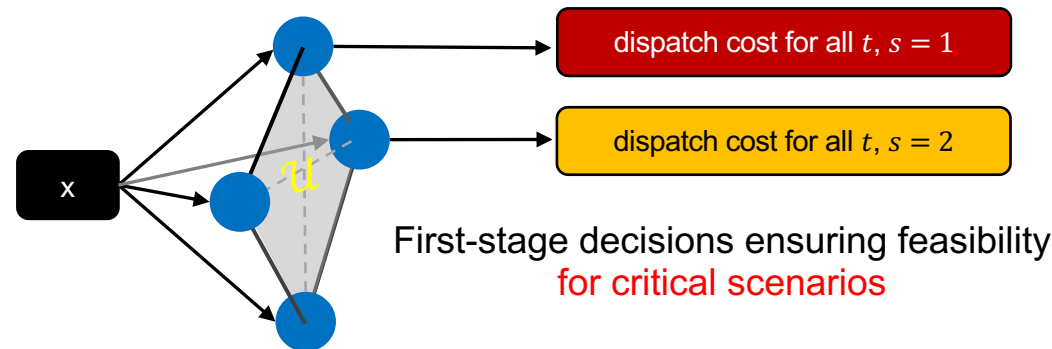 dispatch cost for all 𝑡, 𝑠 = 1
dispatch cost for all 𝑡, 𝑠 = 2
x
𝒰
First-stage decisions ensuring feasibility
for critical scenarios